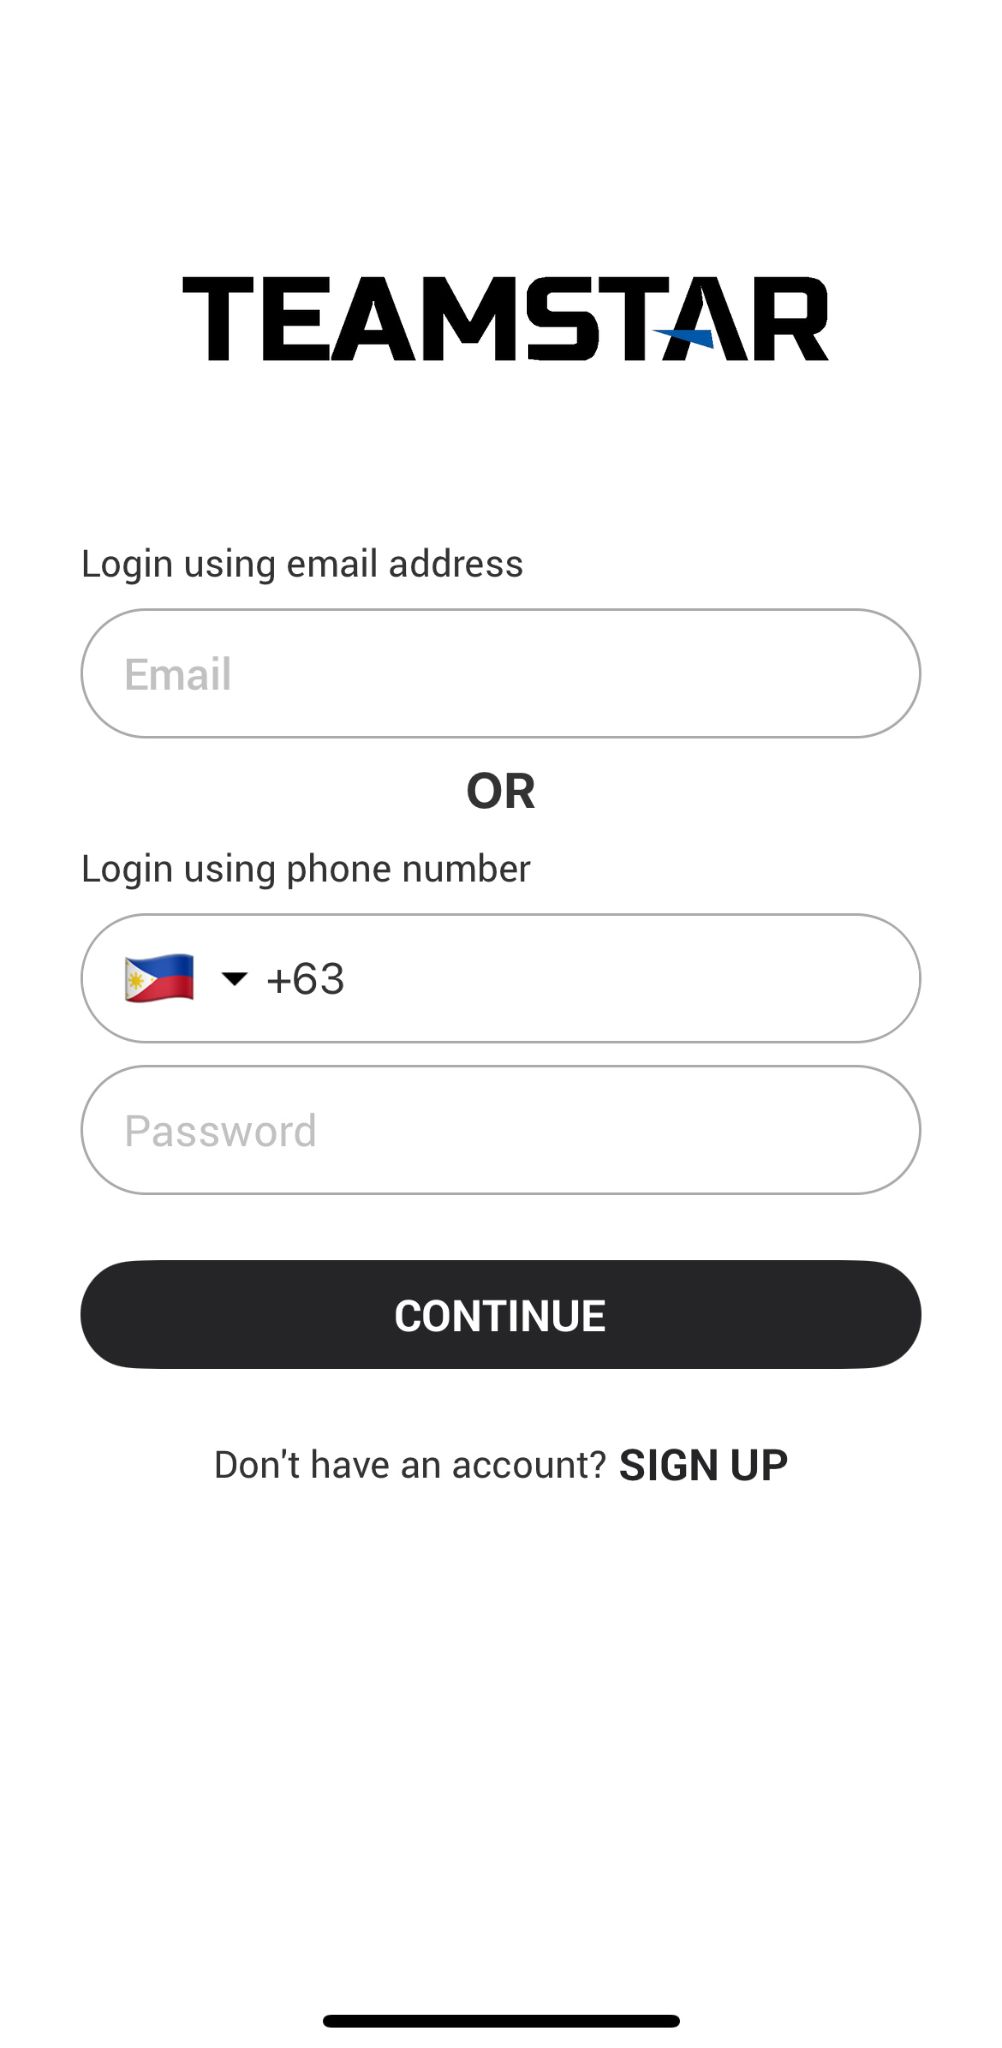 TEAMSTAR
Login using email address
Email
OR
Login using phone number
+63
Password
CONTINUE
Don't have an account? SIGN UP